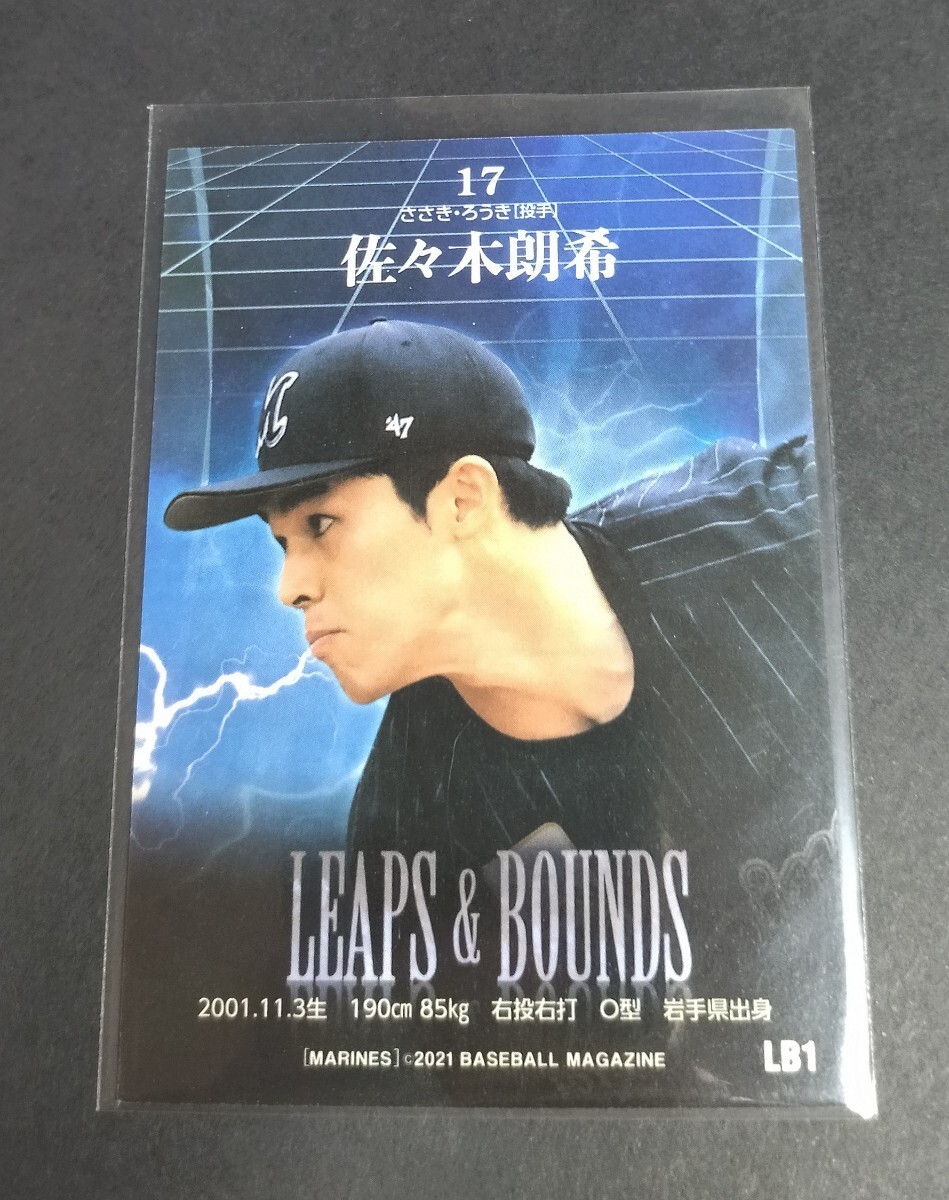 17
ささき・ろうき[投手]
佐々木朗希
'47
LEAPS & BOUNDS
2001.11.3生 190㎝ 85㎏ 右投右打 O型 岩手県出身
[MARINES]©2021 BASEBALL MAGAZINE
LB1